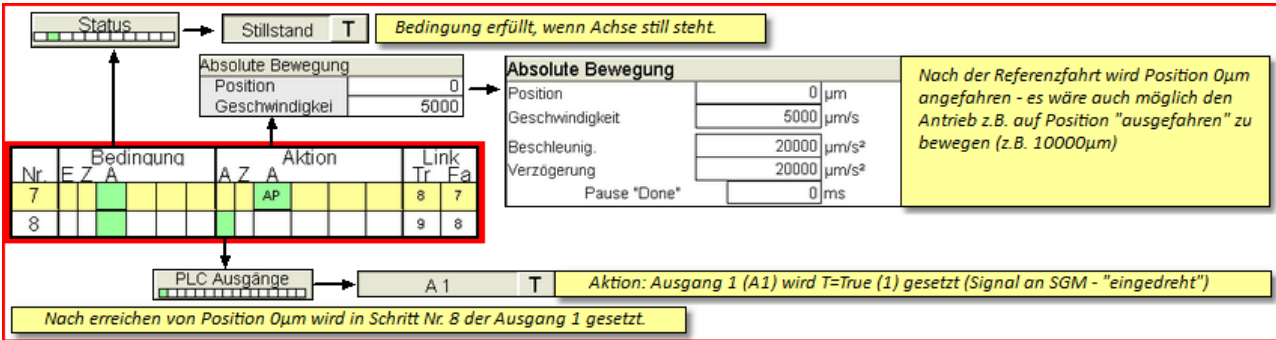 Status
Stillstand T
Bedingung erfüllt, wenn Achse still steht.
Absolute Bewegung
Position 0
Geschwindigkei 5000
Absolute Bewegung
Position 0 µm
Geschwindigkeit 5000 µm/s
Beschleunig. 20000 µm/s²
Verzögerung 20000 µm/s²
Pause "Done" 0 ms
Nach der Referenzfahrt wird Position 0µm
angefahren - es wäre auch möglich den
Antrieb z.B. auf Position "ausgefahren" zu
bewegen (z.B. 10000µm)
Bedingung Aktion Link
Nr. E Z A A Z A Tr Fa
7 AP 8 7
8 9 8
PLC Ausgänge
A 1 T
Aktion: Ausgang 1 (A1) wird T=True (1) gesetzt (Signal an SGM - "eingedreht")
Nach erreichen von Position 0µm wird in Schritt Nr. 8 der Ausgang 1 gesetzt.